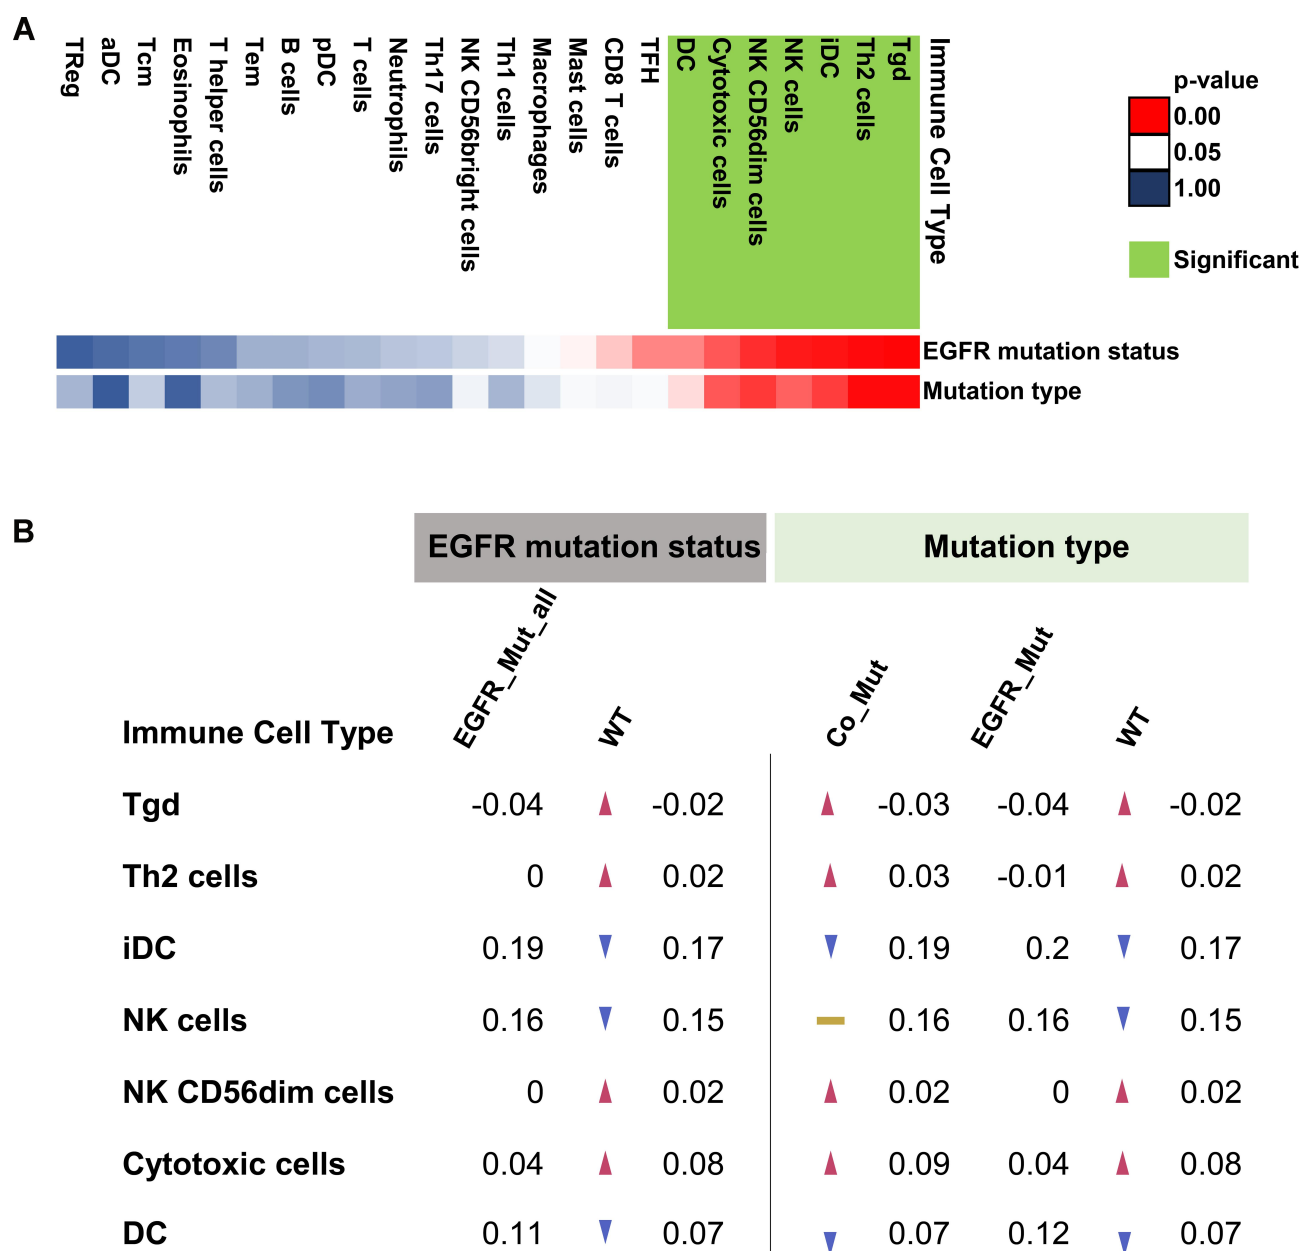 A
TReg
aDC
Tcm
Eosinophils
T helper cells
Tem
B cells
pDC
T cells
Neutrophils
Th17 cells
NK CD56bright cells
Th1 cells
Macrophages
Mast cells
CD8 T cells
TFH
DC
Cytotoxic cells
NK CD56dim cells
NK cells
iDC
Th2 cells
Tgd
Immune Cell Type
p-value
0.00
0.05
1.00
Significant
EGFR mutation status
Mutation type
B
EGFR mutation status Mutation type
Immune Cell Type EGFR_Mut_all WT Co_Mut EGFR_Mut WT
Tgd -0.04 -0.02 -0.03 -0.04 -0.02
Th2 cells 0 0.02 0.03 -0.01 0.02
iDC 0.19 0.17 0.19 0.2 0.17
NK cells 0.16 0.15 0.16 0.16 0.15
NK CD56dim cells 0 0.02 0.02 0 0.02
Cytotoxic cells 0.04 0.08 0.09 0.04 0.08
DC 0.11 0.07 0.07 0.12 0.07